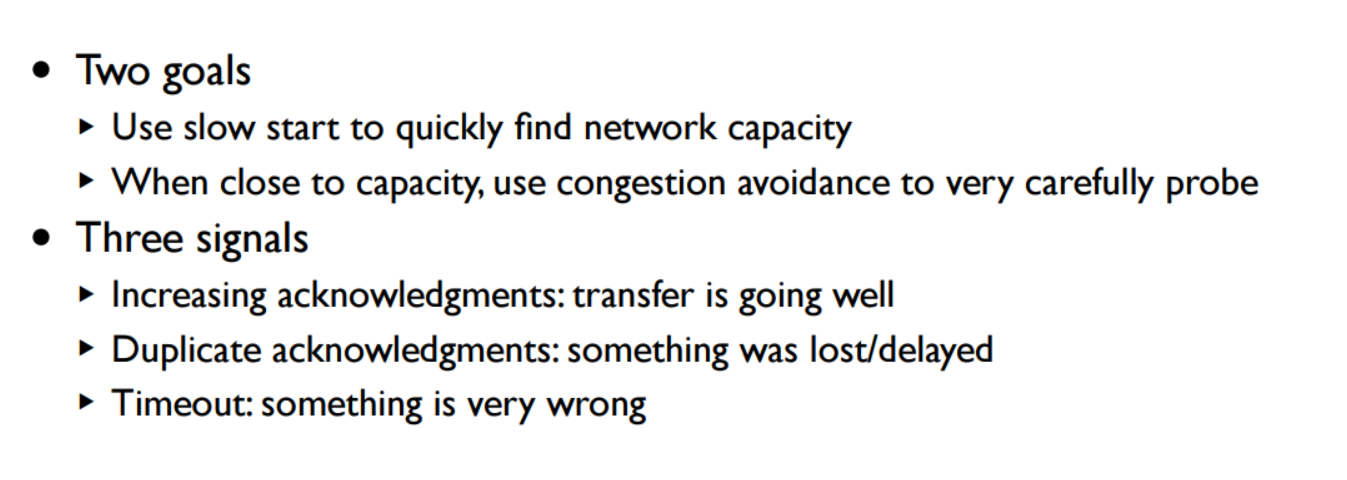 • Two goals
▸ Use slow start to quickly find network capacity
▸ When close to capacity, use congestion avoidance to very carefully probe
• Three signals
▸ Increasing acknowledgments: transfer is going well
▸ Duplicate acknowledgments: something was lost/delayed
▸ Timeout: something is very wrong